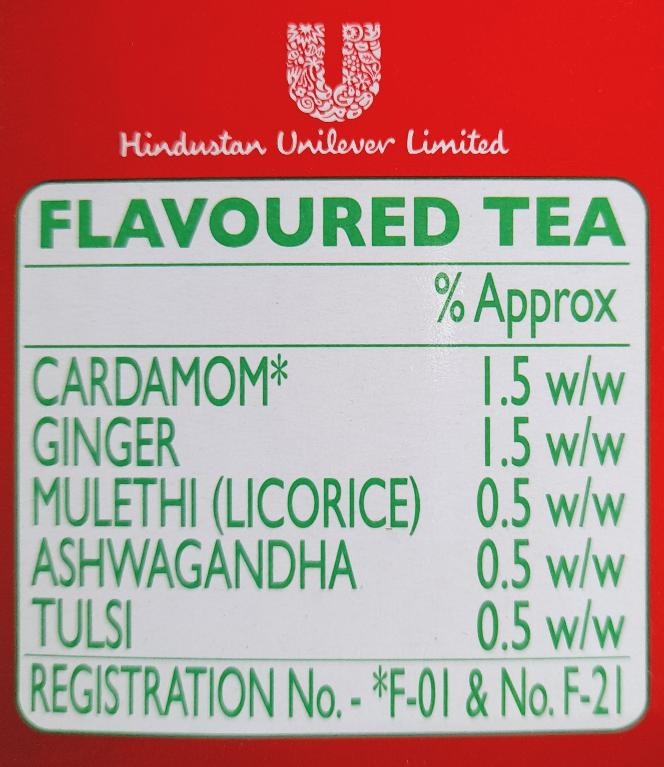 Hindustan Unilever Limited
FLAVOURED TEA
% Approx
CARDAMOM* 1.5 w/w
GINGER 1.5 w/w
MULETHI (LICORICE) 0.5 w/w
ASHWAGANDHA 0.5 w/w
TULSI 0.5 w/w
REGISTRATION No. - *F-01 & No. F-21